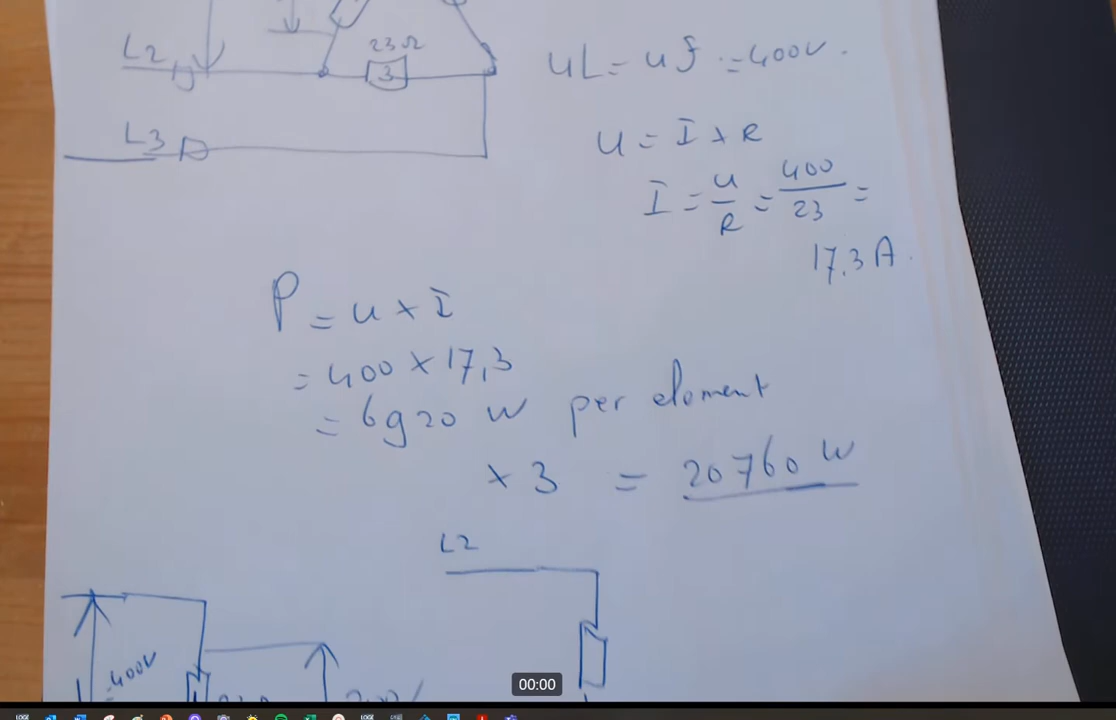 L2
23Ω
3
L3
UL = Uf = 400V.
U = I x R
I = U/R = 400/23 =
17,3 A.
P = U x I
= 400 x 17,3
= 6920 W per element
x 3 = 20760 W
L2
400V
00:00